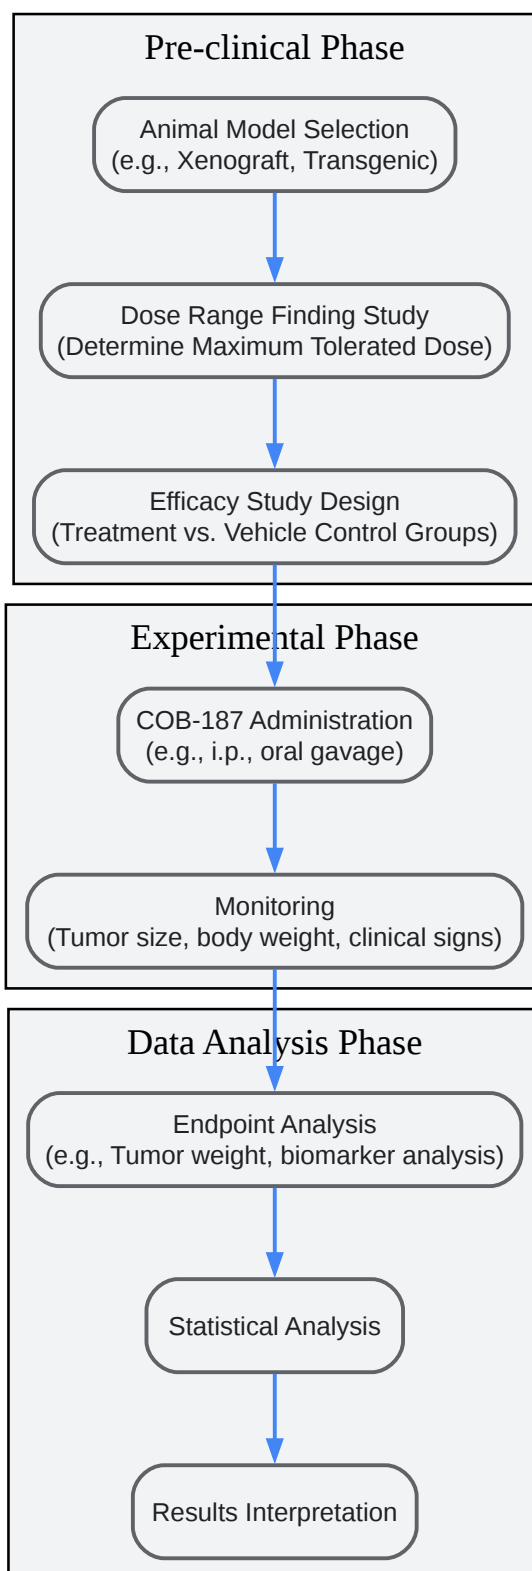 Pre-clinical Phase
Animal Model Selection
(e.g., Xenograft, Transgenic)
Dose Range Finding Study
(Determine Maximum Tolerated Dose)
Efficacy Study Design
(Treatment vs. Vehicle Control Groups)
Experimental Phase
COB-187 Administration
(e.g., i.p., oral gavage)
Monitoring
(Tumor size, body weight, clinical signs)
Data Analysis Phase
Endpoint Analysis
(e.g., Tumor weight, biomarker analysis)
Statistical Analysis
Results Interpretation